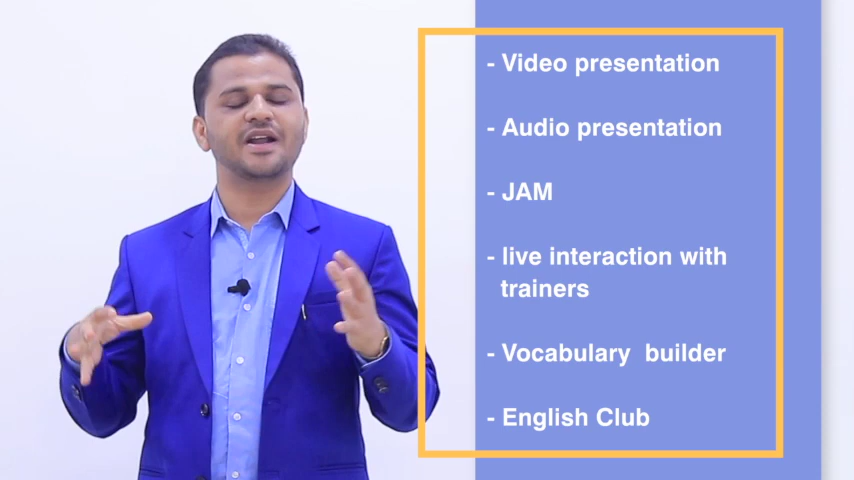 - Video presentation
- Audio presentation
- JAM
- live interaction with
trainers
- Vocabulary builder
- English Club